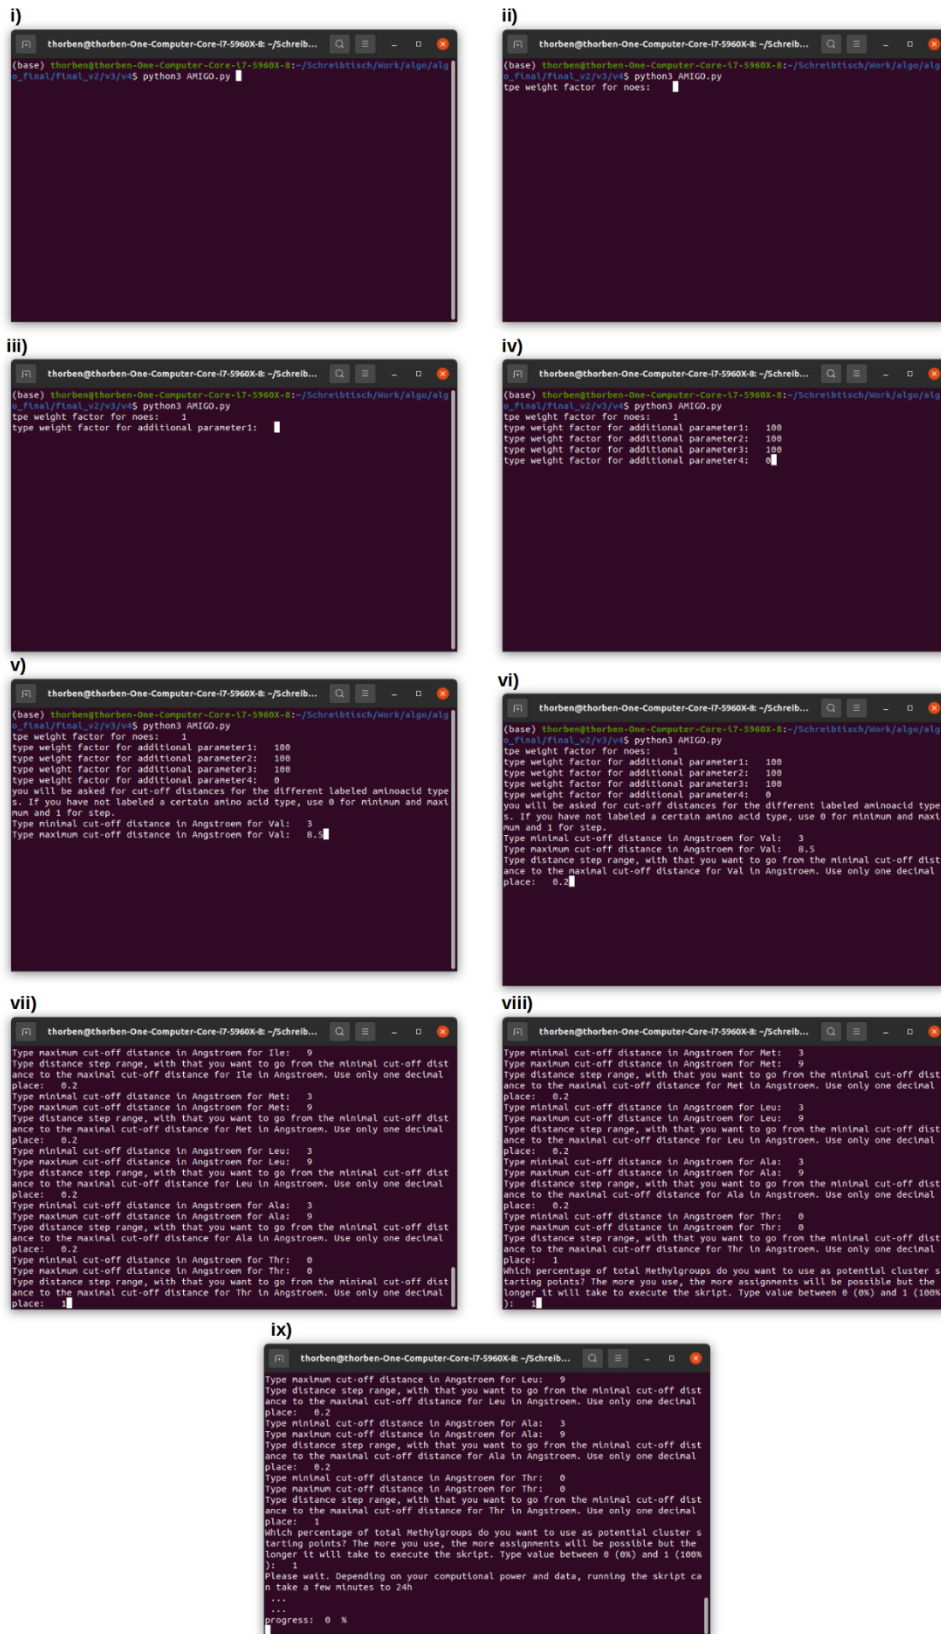 i)
thorben@thorben-One-Computer-Core-i7-5960X-8: ~/Schreib...
(base) thorben@thorben-One-Computer-Core-i7-5960X-8:~/Schreibtisch/Work/algo/alg
o_final/final_v2/v3/v4$ python3 AMIGO.py
ii)
thorben@thorben-One-Computer-Core-i7-5960X-8: ~/Schreib...
(base) thorben@thorben-One-Computer-Core-i7-5960X-8:~/Schreibtisch/Work/algo/alg
o_final/final_v2/v3/v4$ python3 AMIGO.py
tpe weight factor for noes:
iii)
thorben@thorben-One-Computer-Core-i7-5960X-8: ~/Schreib...
(base) thorben@thorben-One-Computer-Core-i7-5960X-8:~/Schreibtisch/Work/algo/alg
o_final/final_v2/v3/v4$ python3 AMIGO.py
tpe weight factor for noes: 1
type weight factor for additional parameter1:
iv)
thorben@thorben-One-Computer-Core-i7-5960X-8: ~/Schreib...
(base) thorben@thorben-One-Computer-Core-i7-5960X-8:~/Schreibtisch/Work/algo/alg
o_final/final_v2/v3/v4$ python3 AMIGO.py
tpe weight factor for noes: 1
type weight factor for additional parameter1: 100
type weight factor for additional parameter2: 100
type weight factor for additional parameter3: 100
type weight factor for additional parameter4: 0
v)
thorben@thorben-One-Computer-Core-i7-5960X-8: ~/Schreib...
(base) thorben@thorben-One-Computer-Core-i7-5960X-8:~/Schreibtisch/Work/algo/alg
o_final/final_v2/v3/v4$ python3 AMIGO.py
tpe weight factor for noes: 1
type weight factor for additional parameter1: 100
type weight factor for additional parameter2: 100
type weight factor for additional parameter3: 100
type weight factor for additional parameter4: 0
you will be asked for cut-off distances for the different labeled aminoacid type
s. If you have not labeled a certain amino acid type, use 0 for minimum and maxi
mum and 1 for step.
Type minimal cut-off distance in Angstroem for Val: 3
Type maximum cut-off distance in Angstroem for Val: 8.5
vi)
thorben@thorben-One-Computer-Core-i7-5960X-8: ~/Schreib...
(base) thorben@thorben-One-Computer-Core-i7-5960X-8:~/Schreibtisch/Work/algo/alg
o_final/final_v2/v3/v4$ python3 AMIGO.py
tpe weight factor for noes: 1
type weight factor for additional parameter1: 100
type weight factor for additional parameter2: 100
type weight factor for additional parameter3: 100
type weight factor for additional parameter4: 0
you will be asked for cut-off distances for the different labeled aminoacid type
s. If you have not labeled a certain amino acid type, use 0 for minimum and maxi
mum and 1 for step.
Type minimal cut-off distance in Angstroem for Val: 3
Type maximum cut-off distance in Angstroem for Val: 8.5
Type distance step range, with that you want to go from the minimal cut-off dist
ance to the maximal cut-off distance for Val in Angstroem. Use only one decimal
place: 0.2
vii)
thorben@thorben-One-Computer-Core-i7-5960X-8: ~/Schreib...
Type maximum cut-off distance in Angstroem for Ile: 9
Type distance step range, with that you want to go from the minimal cut-off dist
ance to the maximal cut-off distance for Ile in Angstroem. Use only one decimal
place: 0.2
Type minimal cut-off distance in Angstroem for Met: 3
Type maximum cut-off distance in Angstroem for Met: 9
Type distance step range, with that you want to go from the minimal cut-off dist
ance to the maximal cut-off distance for Met in Angstroem. Use only one decimal
place: 0.2
Type minimal cut-off distance in Angstroem for Leu: 3
Type maximum cut-off distance in Angstroem for Leu: 9
Type distance step range, with that you want to go from the minimal cut-off dist
ance to the maximal cut-off distance for Leu in Angstroem. Use only one decimal
place: 0.2
Type minimal cut-off distance in Angstroem for Ala: 3
Type maximum cut-off distance in Angstroem for Ala: 9
Type distance step range, with that you want to go from the minimal cut-off dist
ance to the maximal cut-off distance for Ala in Angstroem. Use only one decimal
place: 0.2
Type minimal cut-off distance in Angstroem for Thr: 0
Type maximum cut-off distance in Angstroem for Thr: 0
Type distance step range, with that you want to go from the minimal cut-off dist
ance to the maximal cut-off distance for Thr in Angstroem. Use only one decimal
place: 1
viii)
thorben@thorben-One-Computer-Core-i7-5960X-8: ~/Schreib...
Type minimal cut-off distance in Angstroem for Met: 3
Type maximum cut-off distance in Angstroem for Met: 9
Type distance step range, with that you want to go from the minimal cut-off dist
ance to the maximal cut-off distance for Met in Angstroem. Use only one decimal
place: 0.2
Type minimal cut-off distance in Angstroem for Leu: 3
Type maximum cut-off distance in Angstroem for Leu: 9
Type distance step range, with that you want to go from the minimal cut-off dist
ance to the maximal cut-off distance for Leu in Angstroem. Use only one decimal
place: 0.2
Type minimal cut-off distance in Angstroem for Ala: 3
Type maximum cut-off distance in Angstroem for Ala: 9
Type distance step range, with that you want to go from the minimal cut-off dist
ance to the maximal cut-off distance for Ala in Angstroem. Use only one decimal
place: 0.2
Type minimal cut-off distance in Angstroem for Thr: 0
Type maximum cut-off distance in Angstroem for Thr: 0
Type distance step range, with that you want to go from the minimal cut-off dist
ance to the maximal cut-off distance for Thr in Angstroem. Use only one decimal
place: 1
Which percentage of total Methylgroups do you want to use as potential cluster s
tarting points? The more you use, the more assignments will be possible but the
longer it will take to execute the skript. Type value between 0 (0%) and 1 (100%
): 1
ix)
thorben@thorben-One-Computer-Core-i7-5960X-8: ~/Schreib...
Type maximum cut-off distance in Angstroem for Leu: 9
Type distance step range, with that you want to go from the minimal cut-off dist
ance to the maximal cut-off distance for Leu in Angstroem. Use only one decimal
place: 0.2
Type minimal cut-off distance in Angstroem for Ala: 3
Type maximum cut-off distance in Angstroem for Ala: 9
Type distance step range, with that you want to go from the minimal cut-off dist
ance to the maximal cut-off distance for Ala in Angstroem. Use only one decimal
place: 0.2
Type minimal cut-off distance in Angstroem for Thr: 0
Type maximum cut-off distance in Angstroem for Thr: 0
Type distance step range, with that you want to go from the minimal cut-off dist
ance to the maximal cut-off distance for Thr in Angstroem. Use only one decimal
place: 1
Which percentage of total Methylgroups do you want to use as potential cluster s
tarting points? The more you use, the more assignments will be possible but the
longer it will take to execute the skript. Type value between 0 (0%) and 1 (100%
): 1
Please wait. Depending on your computional power and data, running the skript ca
n take a few minutes to 24h
...
...
progress: 0 %